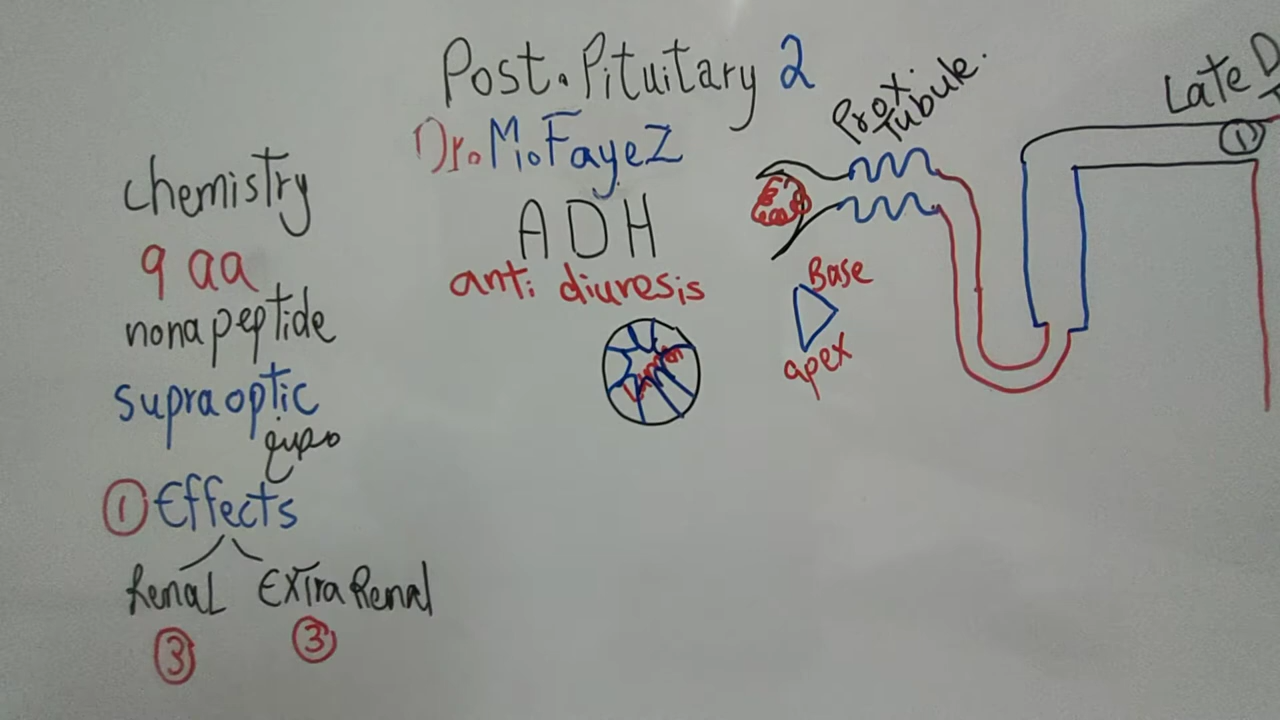 Post. Pituitary 2
Dr. M. Fayez
ADH
anti diuresis
Lumen
chemistry
9 aa
nonapeptide
supraoptic
① Effects
Renal Extra Renal
③ ③
Prox.
Tubule.
Base
apex
Late D
T
①